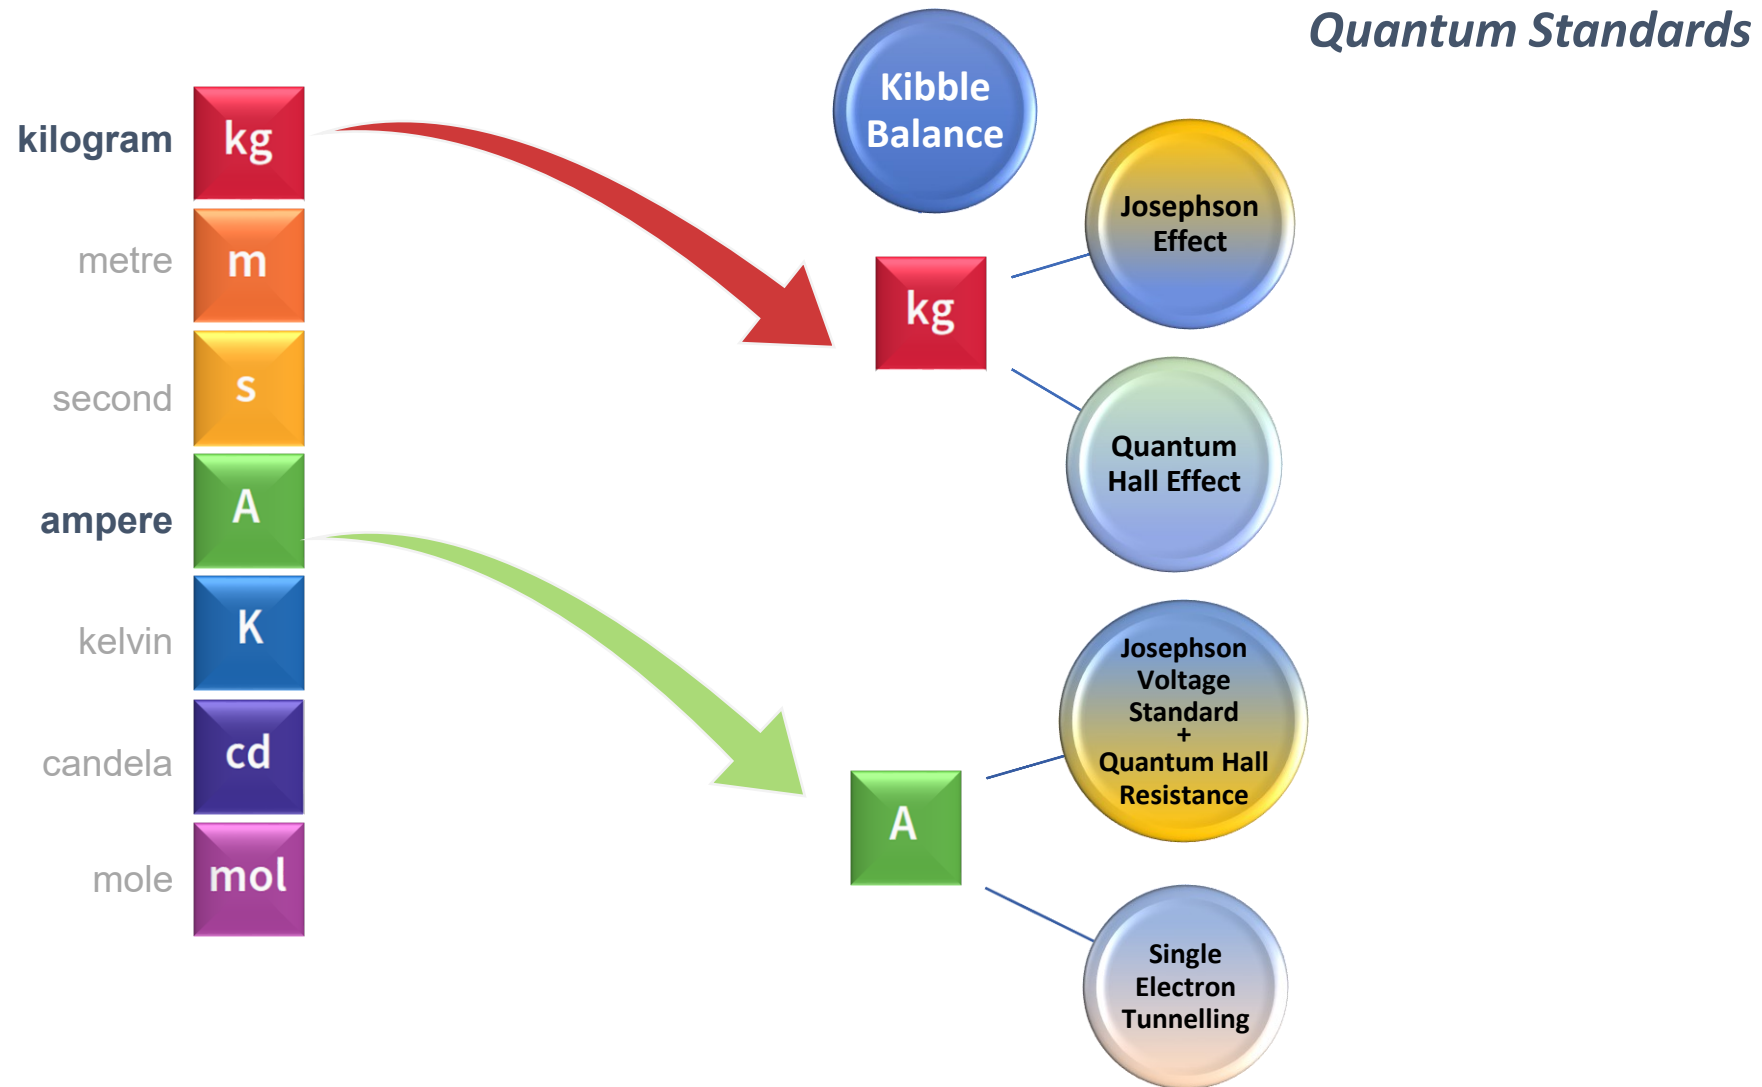 Quantum Standards
kilogram
kg
metre
m
second
s
ampere
A
kelvin
K
candela
cd
mole
mol
Kibble
Balance
kg
Josephson
Effect
Quantum
Hall Effect
A
Josephson
Voltage
Standard
+
Quantum Hall
Resistance
Single
Electron
Tunnelling